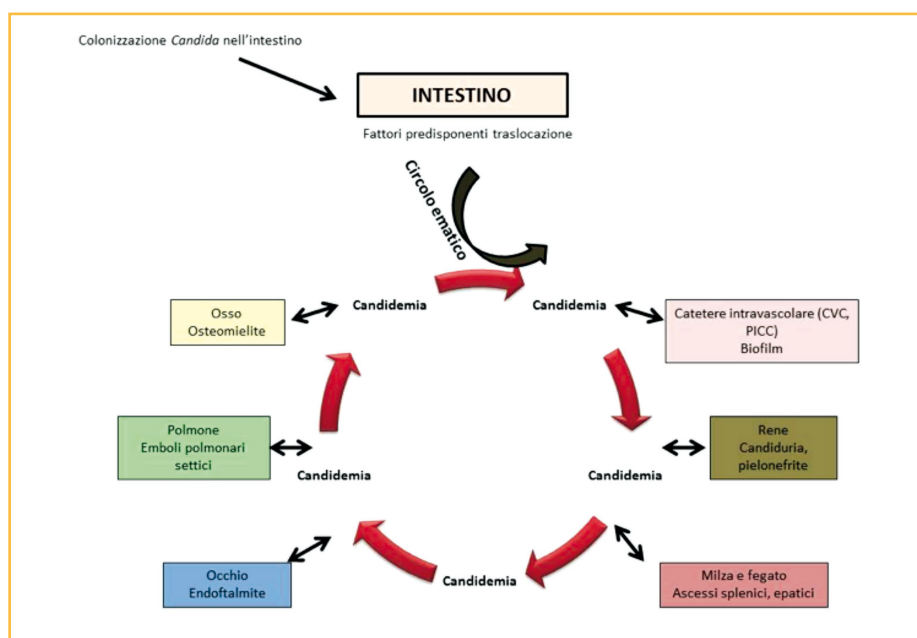 Colonizzazione Candida nell'intestino
INTESTINO
Fattori predisponenti traslocazione
Circolo ematico
Candidemia
Candidemia
Osso
Osteomielite
Catetere intravascolare (CVC,
PICC)
Biofilm
Polmone
Emboli polmonari
settici
Candidemia
Candidemia
Rene
Candiduria,
pielonefrite
Occhio
Endoftalmite
Candidemia
Milza e fegato
Ascessi splenici, epatici